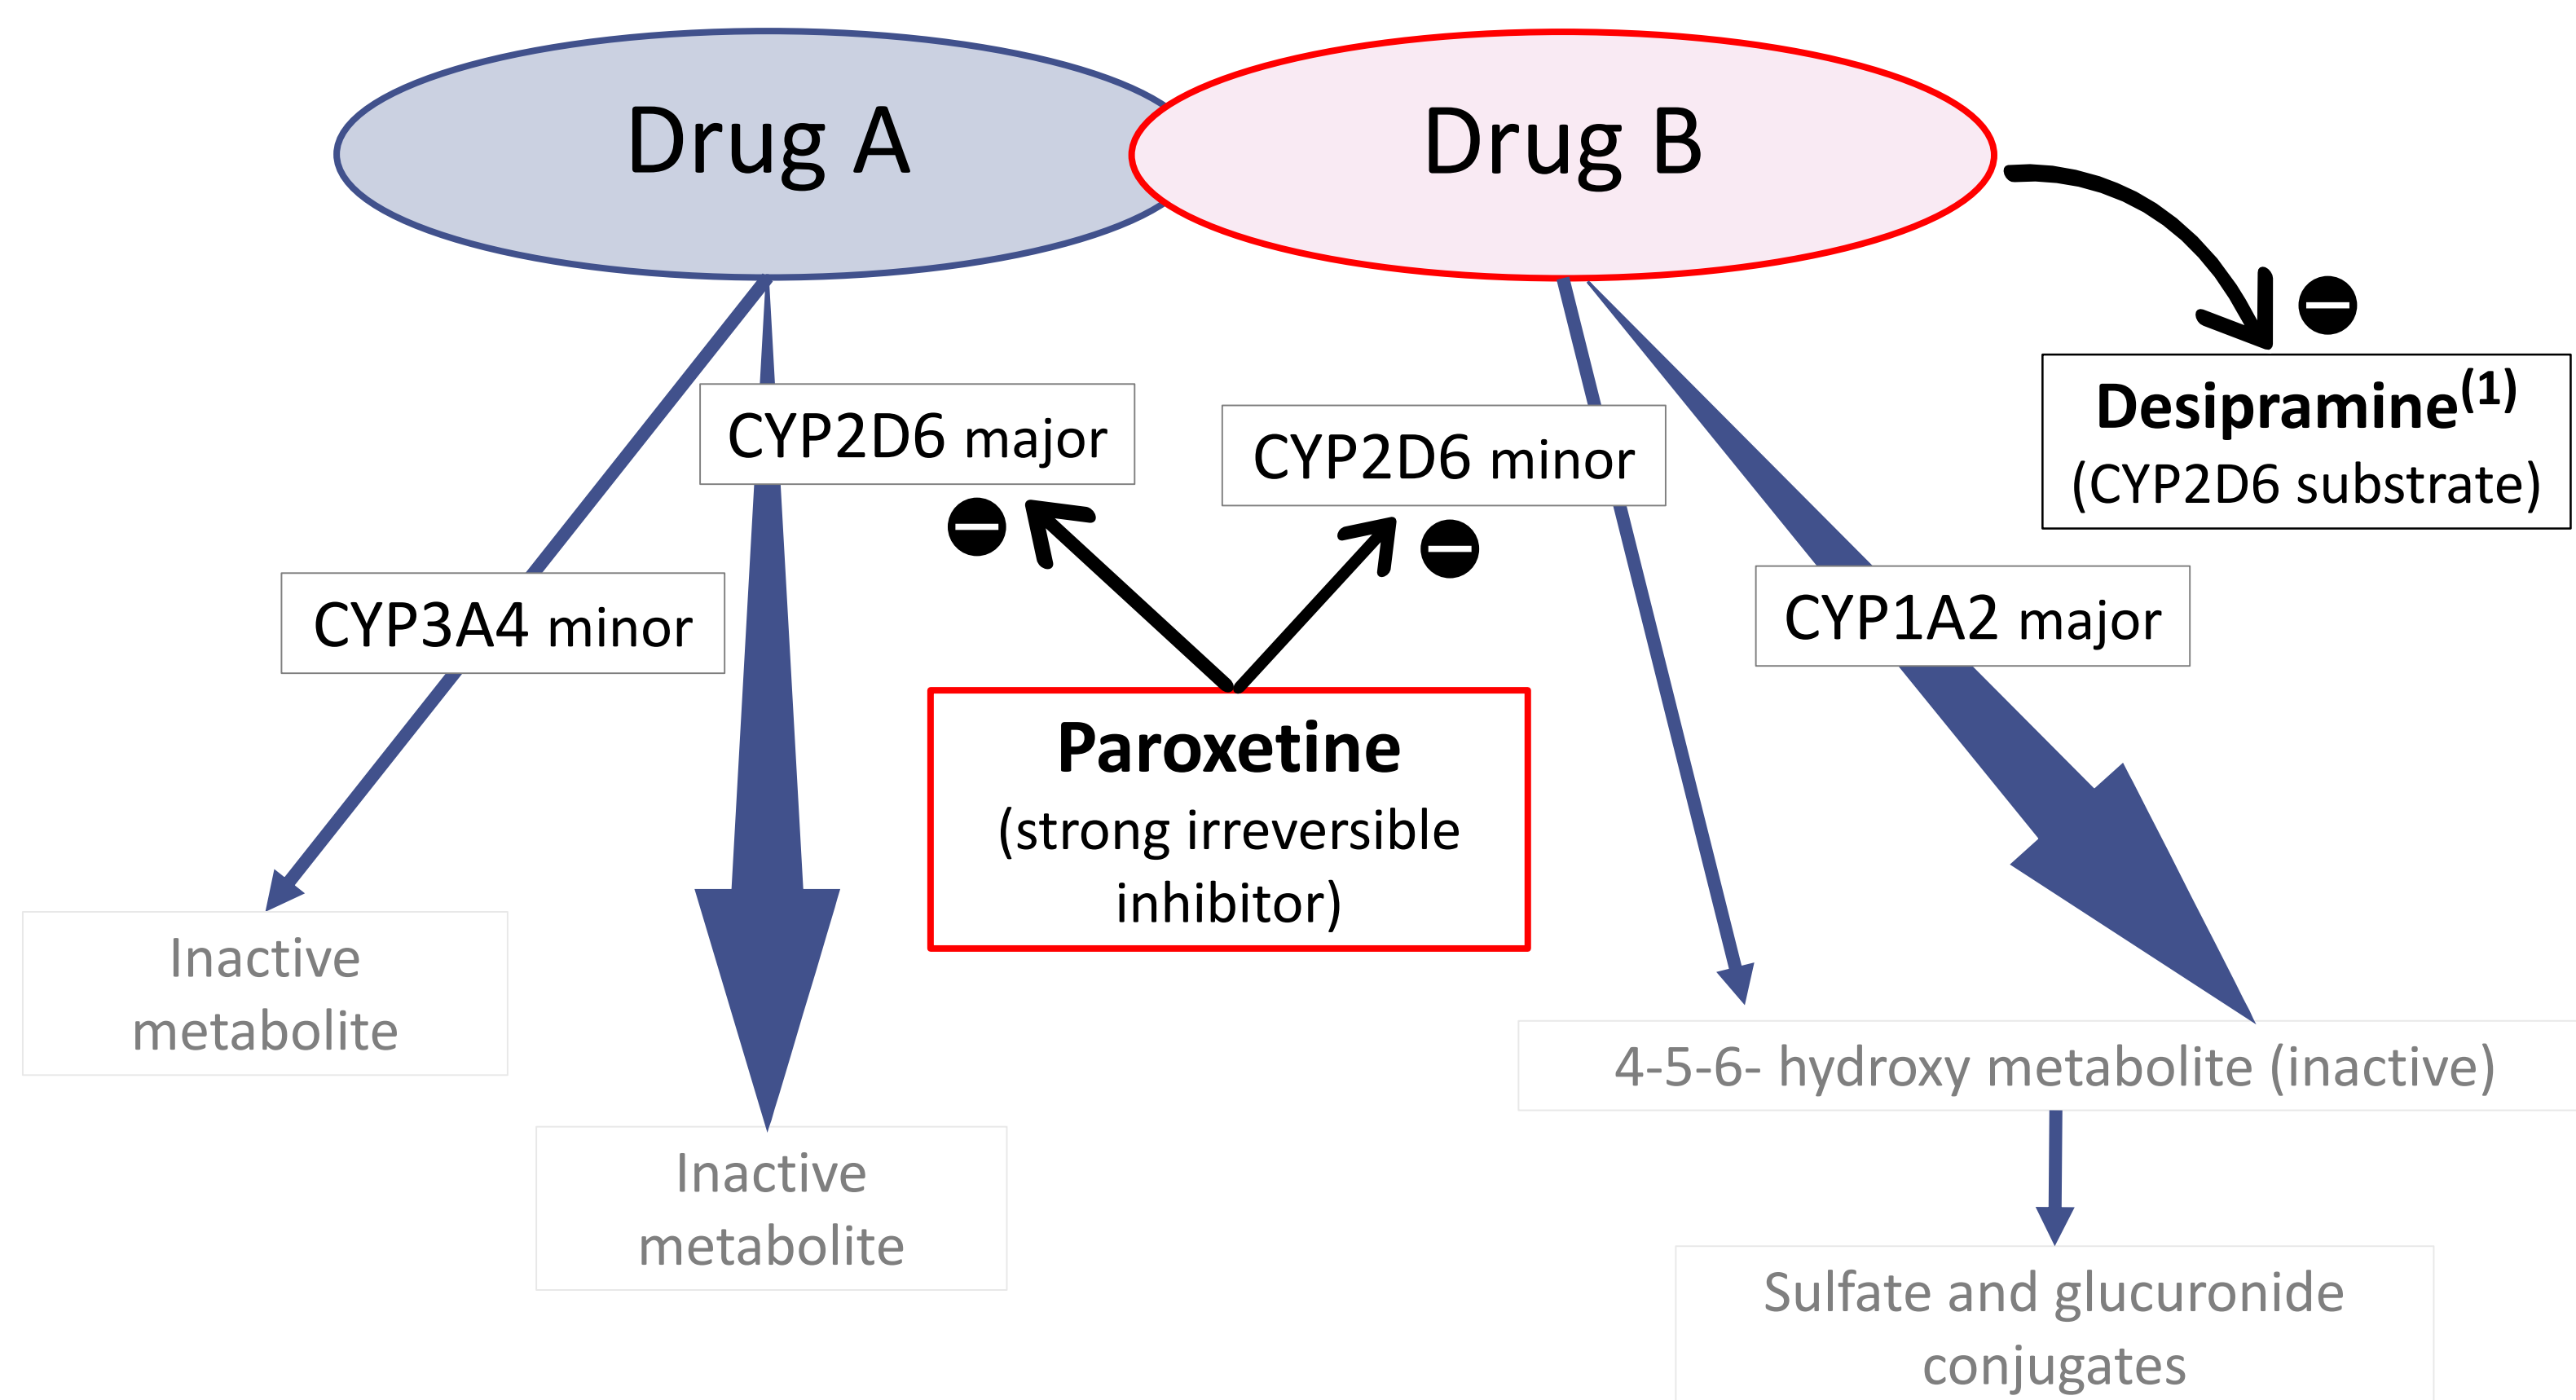 Drug A
Drug B
Desipramine(1)
(CYP2D6 substrate)
CYP2D6 major
CYP2D6 minor
CYP3A4 minor
CYP1A2 major
Paroxetine
(strong irreversible
inhibitor)
Inactive
metabolite
4-5-6- hydroxy metabolite (inactive)
Inactive
metabolite
Sulfate and glucuronide
conjugates